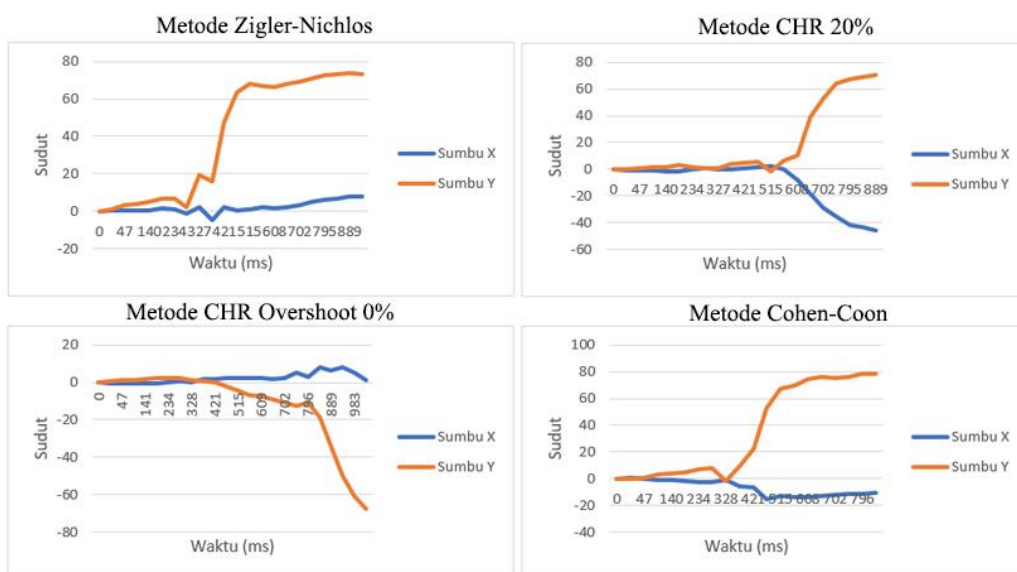 Metode Zigler-Nichlos
80
60
40
20
0
-20
0 47 140 234 327 421 515 608 702 795 889
Sudut
Waktu (ms)
Sumbu X
Sumbu Y
Metode CHR 20%
80
60
40
20
0
-20
-40
-60
0 47 140 234 327 421 515 608 702 795 889
Sudut
Waktu (ms)
Sumbu X
Sumbu Y
Metode CHR Overshoot 0%
20
0
-20
-40
-60
-80
0 47 141 234 328 421 515 609 702 796 889 983
Sudut
Waktu (ms)
Sumbu X
Sumbu Y
Metode Cohen-Coon
100
80
60
40
20
0
-20
-40
0 47 140 234 328 421 515 608 702 796
Sudut
Waktu (ms)
Sumbu X
Sumbu Y